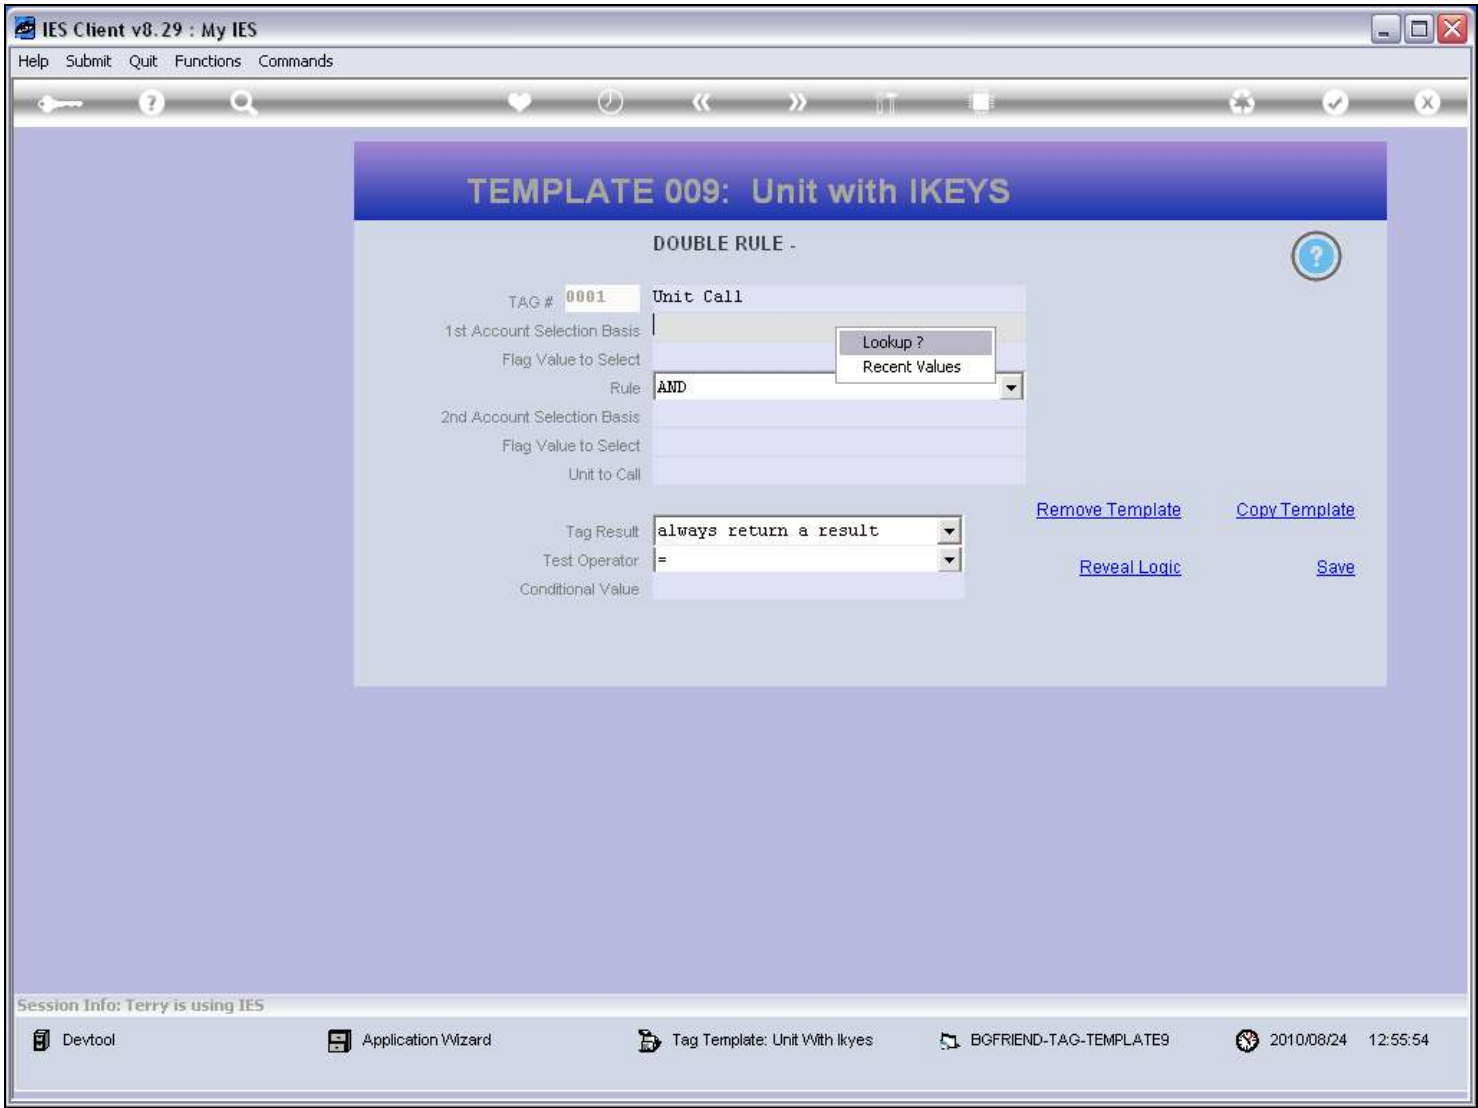 IES Client v8.29 : My IES
Help Submit Quit Functions Commands
TEMPLATE 009: Unit with IKEYS
DOUBLE RULE -
TAG # 0001 Unit Call
1st Account Selection Basis
Lookup ?
Flag Value to Select
Recent Values
Rule AND
2nd Account Selection Basis
Flag Value to Select
Unit to Call
Remove Template Copy Template
Tag Result always return a result
Test Operator =
Reveal Logic Save
Conditional Value
Session Info: Terry is using IES
Devtool Application Wizard Tag Template: Unit With Ikyes BGFRIEND-TAG-TEMPLATE9 2010/08/24 12:55:54